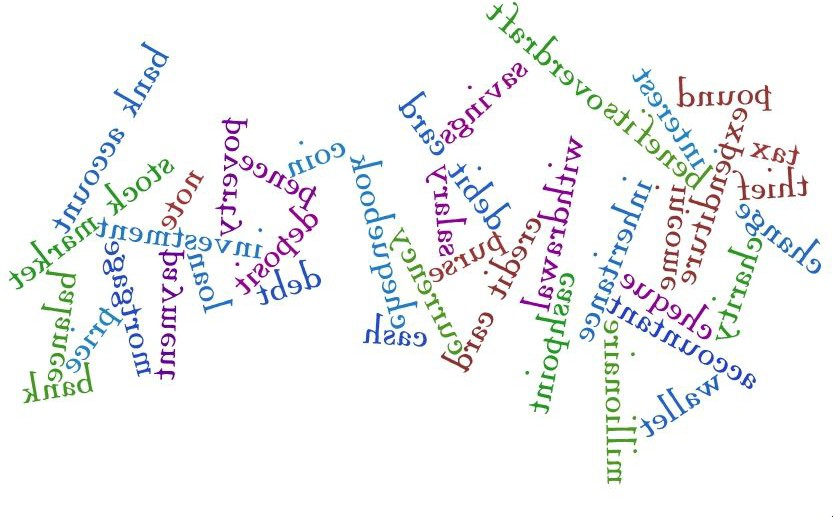 bank account
stock market
note
poverty
pence
coin
investment
deposit
debt
loan
payment
mortgage
price
balance
bank
chequebook
cash
currency
card
savings
debit
salary
purse
credit card
overdraft
benefits
withdrawal
cashpoint
interest
pound
expenditure
tax
thief
income
change
inheritance
cheque
charity
accountant
wallet
millionaire